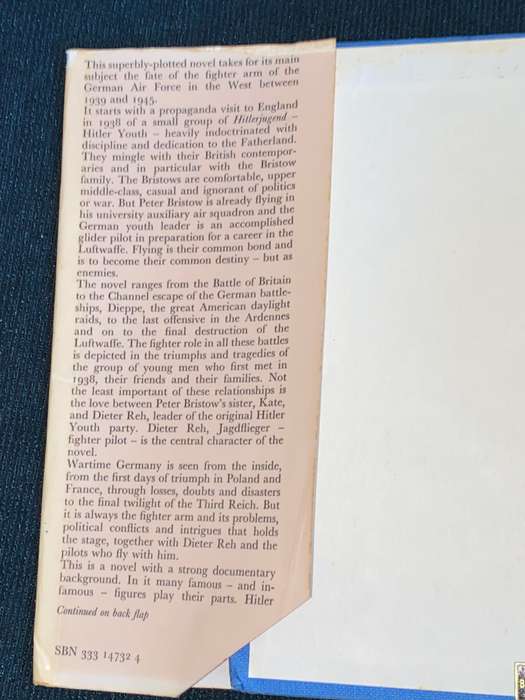 This superbly-plotted novel takes for its main
subject the fate of the fighter arm of the
German Air Force in the West between
1939 and 1945.
It starts with a propaganda visit to England
in 1938 of a small group of Hitlerjugend –
Hitler Youth – heavily indoctrinated with
discipline and dedication to the Fatherland.
They mingle with their British contempor-
aries and in particular with the Bristow
family. The Bristows are comfortable, upper
middle-class, casual and ignorant of politics
or war. But Peter Bristow is already flying in
his university auxiliary air squadron and the
German youth leader is an accomplished
glider pilot in preparation for a career in the
Luftwaffe. Flying is their common bond and
is to become their common destiny – but as
enemies.
The novel ranges from the Battle of Britain
to the Channel escape of the German battle-
ships, Dieppe, the great American daylight
raids, to the last offensive in the Ardennes
and on to the final destruction of the
Luftwaffe. The fighter role in all these battles
is depicted in the triumphs and tragedies of
the group of young men who first met in
1938, their friends and their families. Not
the least important of these relationships is
the love between Peter Bristow's sister, Kate,
and Dieter Reh, leader of the original Hitler
Youth party. Dieter Reh, Jagdflieger –
fighter pilot – is the central character of the
novel.
Wartime Germany is seen from the inside,
from the first days of triumph in Poland and
France, through losses, doubts and disasters
to the final twilight of the Third Reich. But
it is always the fighter arm and its problems,
political conflicts and intrigues that holds
the stage, together with Dieter Reh and the
pilots who fly with him.
This is a novel with a strong documentary
background. In it many famous – and in-
famous – figures play their parts. Hitler
Continued on back flap
SBN 333 14732 4